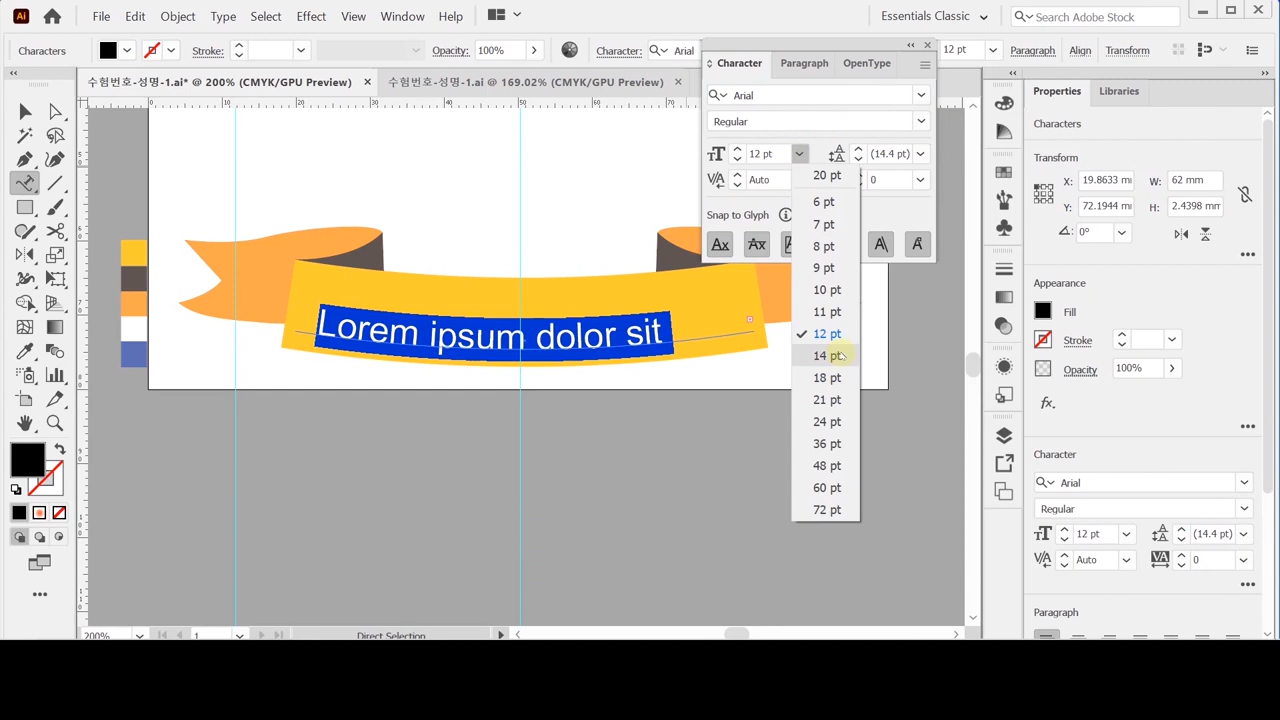 Ai File Edit Object Type Select Effect View Window Help Essentials Classic Search Adobe Stock
Characters Stroke: Opacity: 100% Character: Arial 12 pt Paragraph Align Transform
수험번호-성명-1.ai* @ 200% (CMYK/GPU Preview) 수험번호-성명-1.ai @ 169.02% (CMYK/GPU Preview)
Character Paragraph OpenType
Arial
Regular
12 pt (14.4 pt)
Auto 0
Snap to Glyph
20 pt
6 pt
7 pt
8 pt
9 pt
10 pt
11 pt
12 pt
14 pt
18 pt
21 pt
24 pt
36 pt
48 pt
60 pt
72 pt
Lorem ipsum dolor sit
Properties Libraries
Characters
Transform
X: 19.8633 mm W: 62 mm
Y: 72.1944 mm H: 2.4398 mm
0°
Appearance
Fill
Stroke
Opacity 100%
fx.
Character
Arial
Regular
12 pt (14.4 pt)
Auto 0
Paragraph
200% 1 Direct Selection